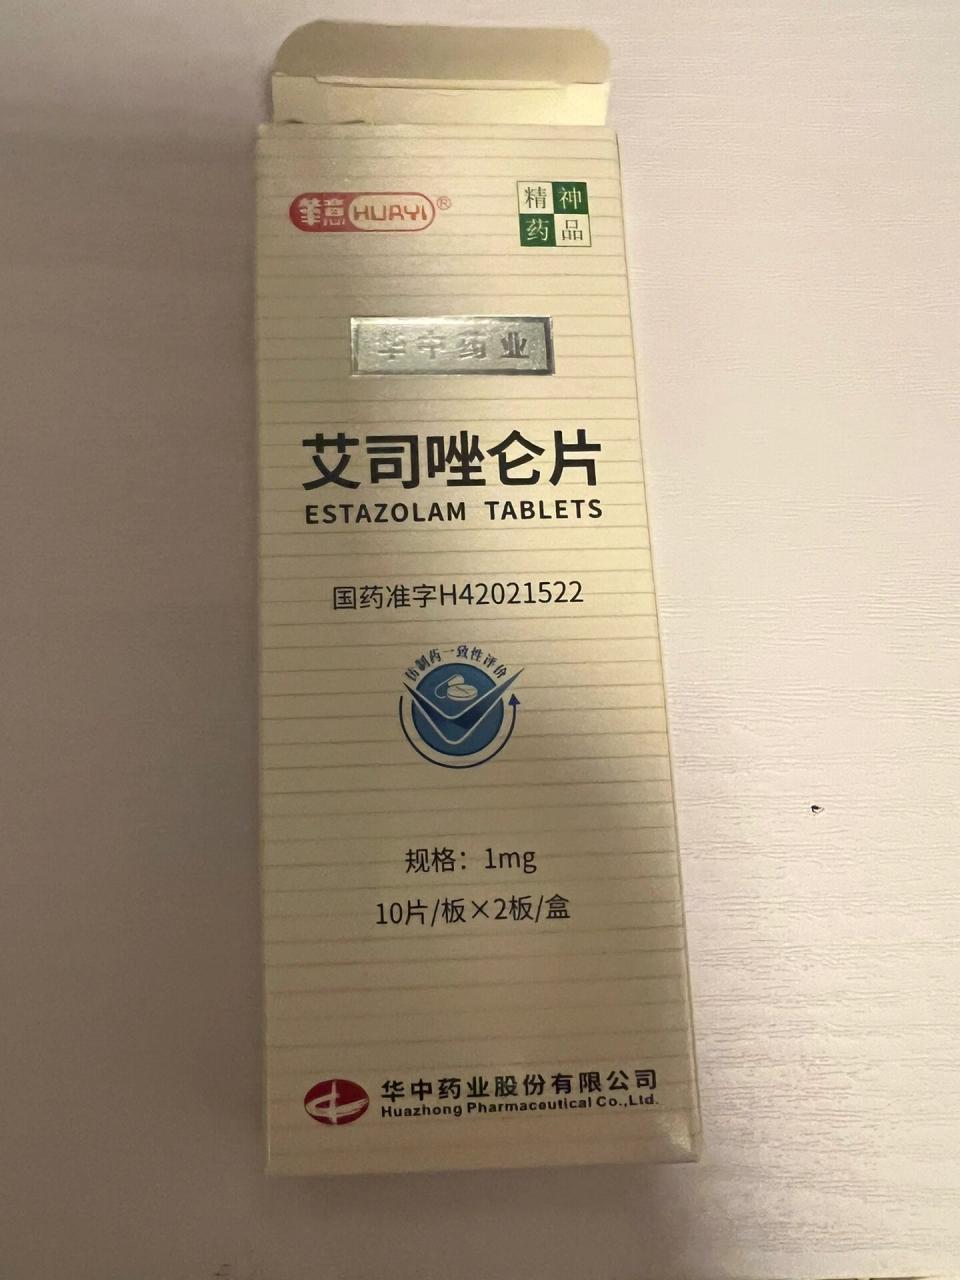 華意 HUAYI®
精神
药品
华中药业
艾司唑仑片
ESTAZOLAM TABLETS
国药准字H42021522
仿制药一致性评价
规格：1mg
10片/板×2板/盒
华中药业股份有限公司
Huazhong Pharmaceutical Co.,Ltd.